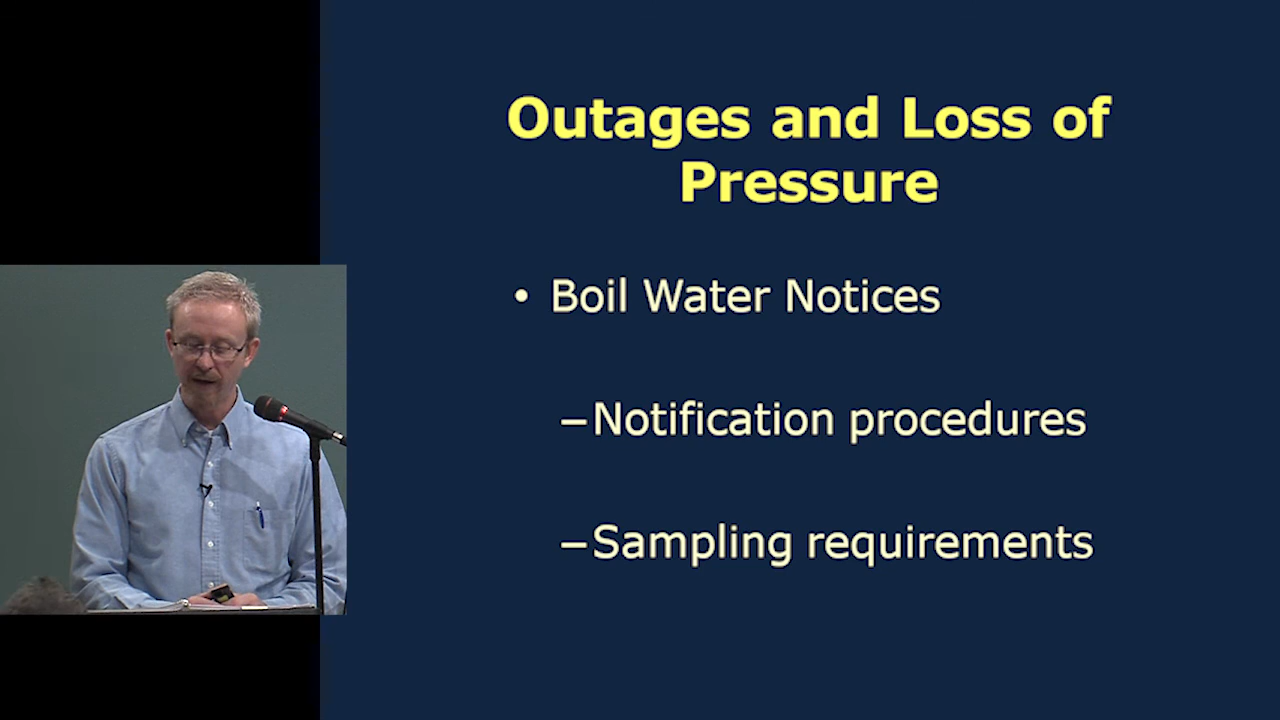 Outages and Loss of
Pressure
• Boil Water Notices
–Notification procedures
–Sampling requirements